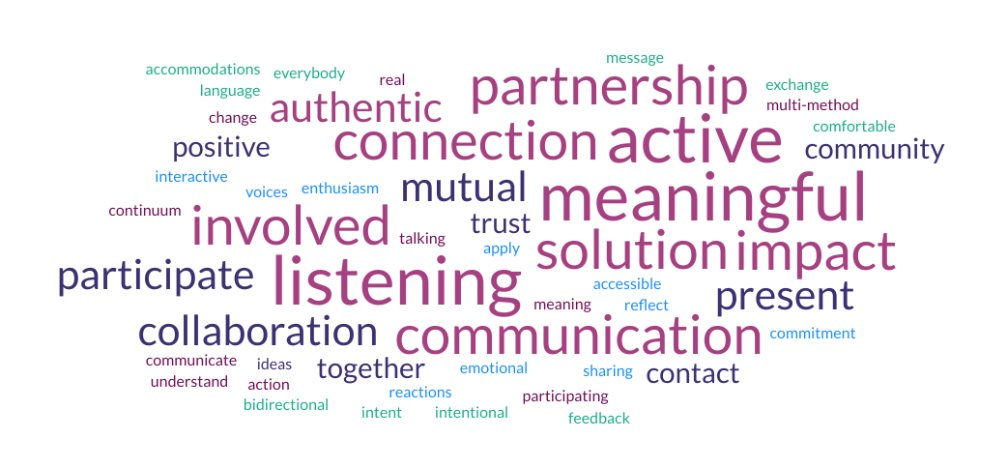 message
accommodations everybody real partnership exchange
language authentic multi-method
change connection active comfortable
positive community
interactive voices enthusiasm mutual meaningful
continuum involved talking trust
apply solution impact
participate listening accessible present
meaning reflect
collaboration communication commitment
communicate ideas together emotional sharing contact
understand action reactions participating
bidirectional intent intentional feedback